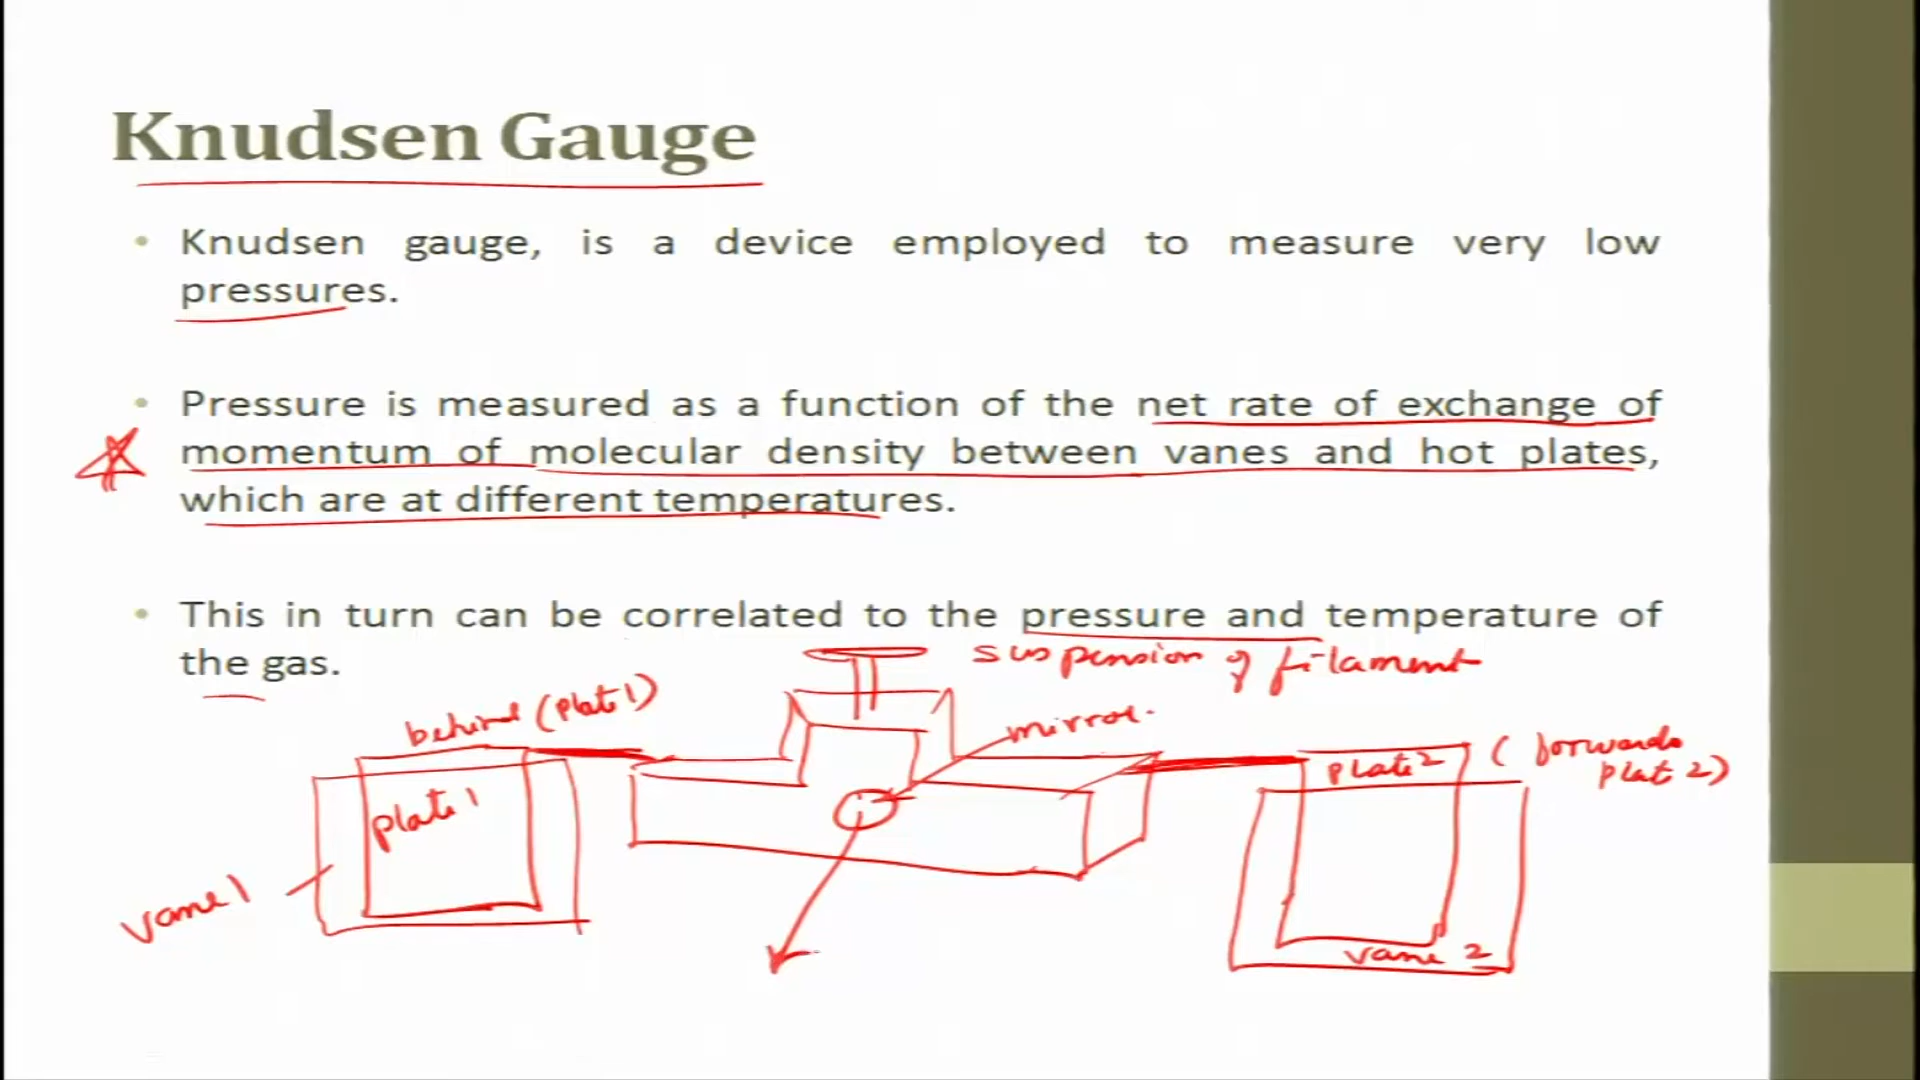 Knudsen Gauge
• Knudsen gauge, is a device employed to measure very low
pressures.
• Pressure is measured as a function of the net rate of exchange of
momentum of molecular density between vanes and hot plates,
which are at different temperatures.
• This in turn can be correlated to the pressure and temperature of
the gas.
suspension of filament
behind (plate 1)
mirror.
plate 1
plate 2
(forwards
plate 2)
vane 1
vane 2